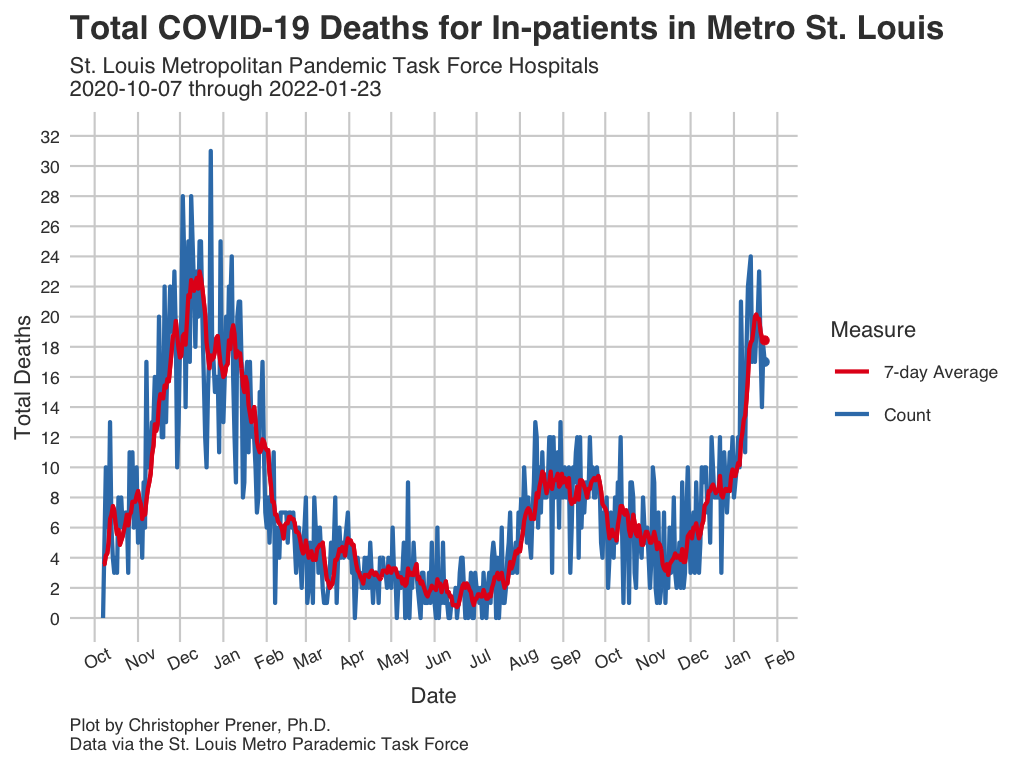 Total COVID-19 Deaths for In-patients in Metro St. Louis
St. Louis Metropolitan Pandemic Task Force Hospitals
2020-10-07 through 2022-01-23
32
30
28
26
24
22
20
18
16
14
12
10
8
6
4
2
0
Total Deaths
Oct Nov Dec Jan Feb Mar Apr May Jun Jul Aug Sep Oct Nov Dec Jan Feb
Date
Measure
7-day Average
Count
Plot by Christopher Prener, Ph.D.
Data via the St. Louis Metro Parademic Task Force